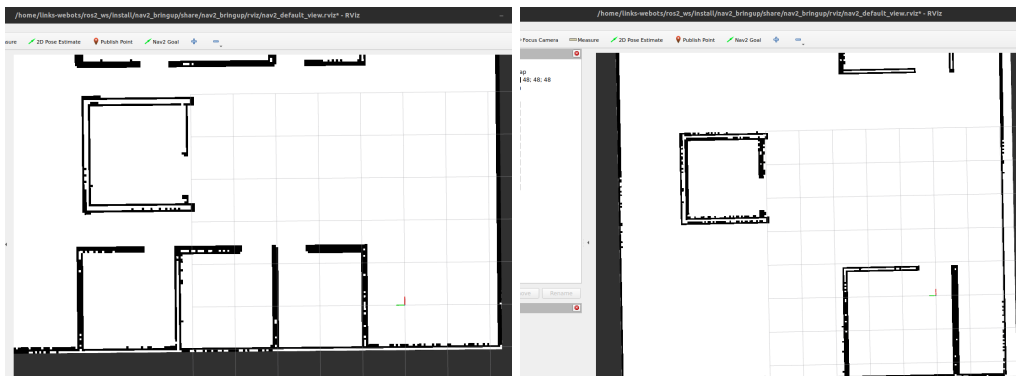 /home/links-webots/ros2_ws/install/nav2_bringup/share/nav2_bringup/rviz/nav2_default_view.rviz* - RViz
asure 2D Pose Estimate Publish Point Nav2 Goal
/home/links-webots/ros2_ws/install/nav2_bringup/share/nav2_bringup/rviz/nav2_default_view.rviz* - RViz
Focus Camera Measure 2D Pose Estimate Publish Point Nav2 Goal
ap
48; 48; 48
ove Rename